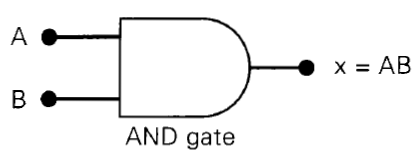 A
x = AB
B
AND gate